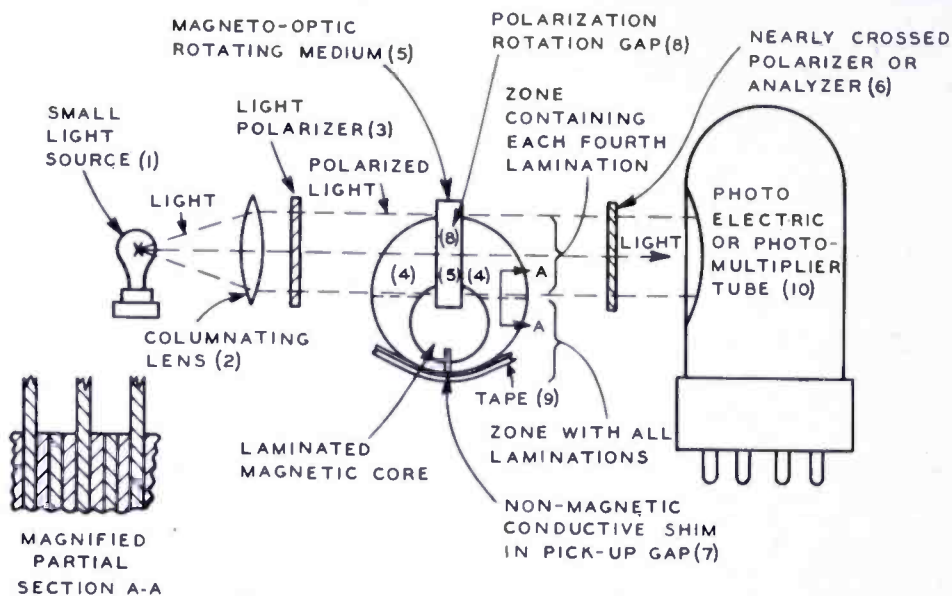 MAGNETO-OPTIC
ROTATING MEDIUM (5)
POLARIZATION
ROTATION GAP (8)
NEARLY CROSSED
POLARIZER OR
ANALYZER (6)
SMALL
LIGHT
SOURCE (1)
LIGHT
POLARIZER (3)
ZONE
CONTAINING
EACH FOURTH
LAMINATION
LIGHT
POLARIZED
LIGHT
PHOTO
ELECTRIC
OR PHOTO-
MULTIPLIER
TUBE (10)
LIGHT
(8)
(4)
(5)
(4)
A
A
COLUMNATING
LENS (2)
TAPE (9)
LAMINATED
MAGNETIC CORE
ZONE WITH ALL
LAMINATIONS
NON-MAGNETIC
CONDUCTIVE SHIM
IN PICK-UP GAP (7)
MAGNIFIED
PARTIAL
SECTION A-A